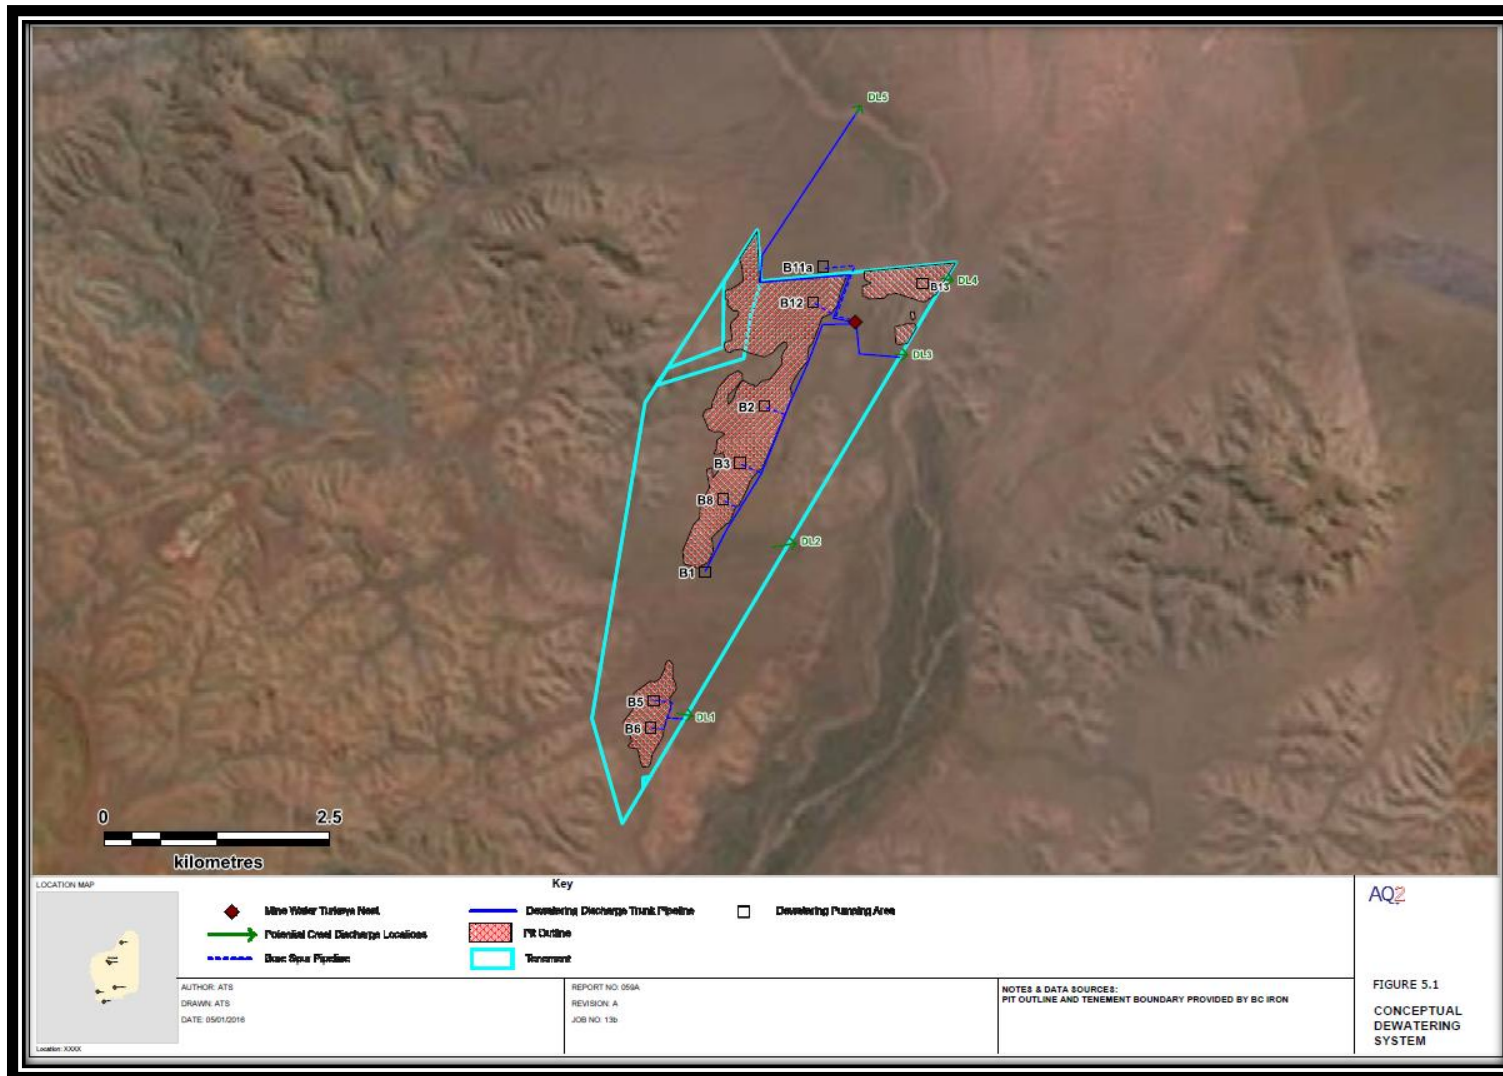 DL5
B11a
B13
DL4
B12
DL3
B2
B3
B8
DL2
B1
B5
DL1
B6
0 2.5
kilometres
LOCATION MAP
Key
Mine Water Turkeys Nest
Dewatering Discharge Trunk Pipeline
Dewatering Pumping Area
Potential Creek Discharge Locations
Pit Outline
Bore Spur Pipeline
Tenement
AQ2
AUTHOR: ATS
DRAWN: ATS
DATE: 05/01/2016
REPORT NO: 059A
REVISION: A
JOB NO: 13b
NOTES & DATA SOURCES:
PIT OUTLINE AND TENEMENT BOUNDARY PROVIDED BY BC IRON
FIGURE 5.1
CONCEPTUAL
DEWATERING
SYSTEM
Location: XXXX